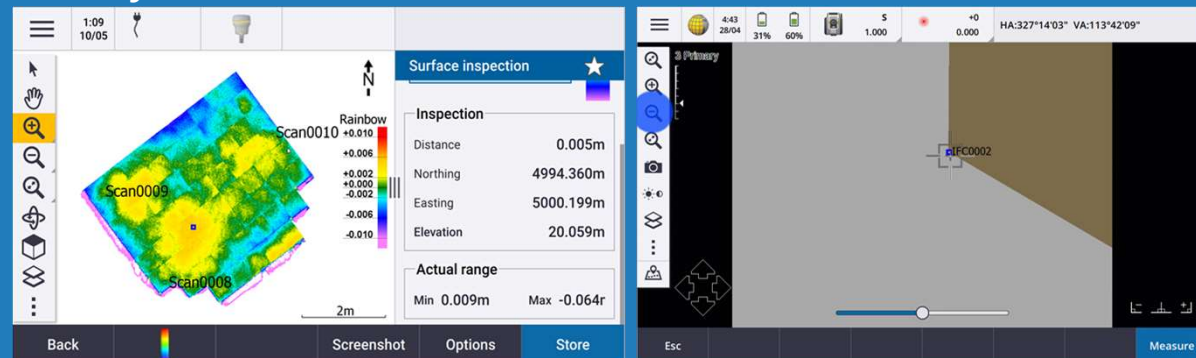 1:09
10/05
Surface inspection
N
Rainbow
+0.010
+0.006
+0.002
+0.000
-0.002
-0.006
-0.010
Scan0010
Scan0009
Scan0008
2m
Inspection
Distance 0.005m
Northing 4994.360m
Easting 5000.199m
Elevation 20.059m
Actual range
Min 0.009m Max -0.064r
Back Screenshot Options Store
4:43
28/04
31% 60%
S
1.000
+0
0.000
HA:327°14'03" VA:113°42'09"
3 Primary
IFC0002
Esc Measure